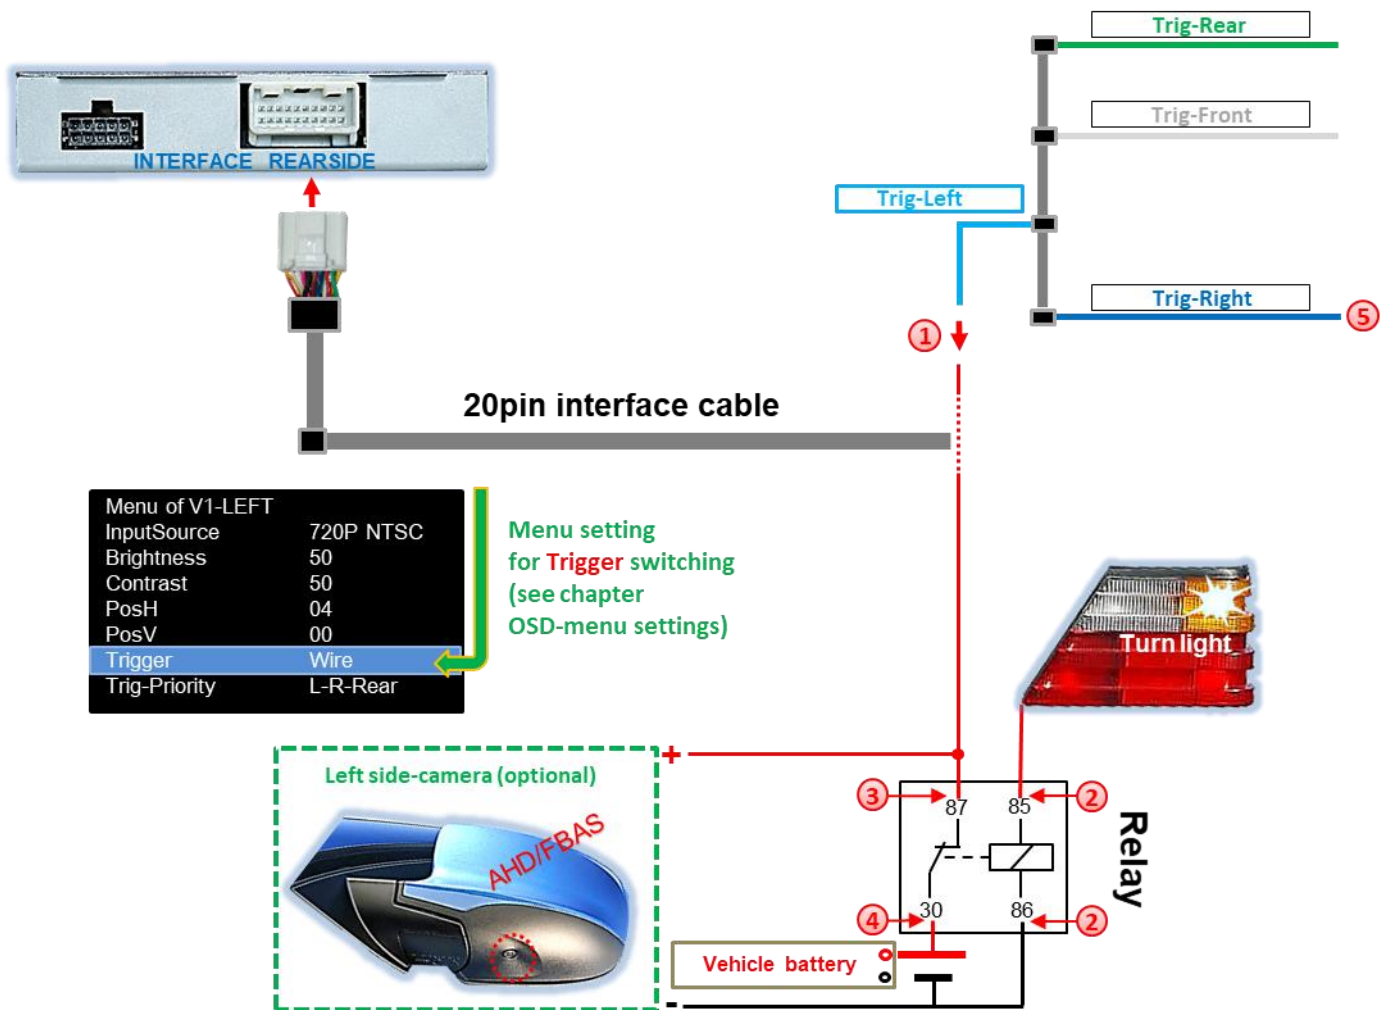 Trig-Rear
Trig-Front
INTERFACE REARSIDE
Trig-Left
Trig-Right
5
1
20pin interface cable
Menu of V1-LEFT
InputSource 720P NTSC
Brightness 50
Contrast 50
PosH 04
PosV 00
Trigger Wire
Trig-Priority L-R-Rear
Menu setting
for Trigger switching
(see chapter
OSD-menu settings)
Turn light
+
Left side-camera (optional)
AHD/FBAS
3
87
85
2
Relay
4
30
86
2
Vehicle battery
-